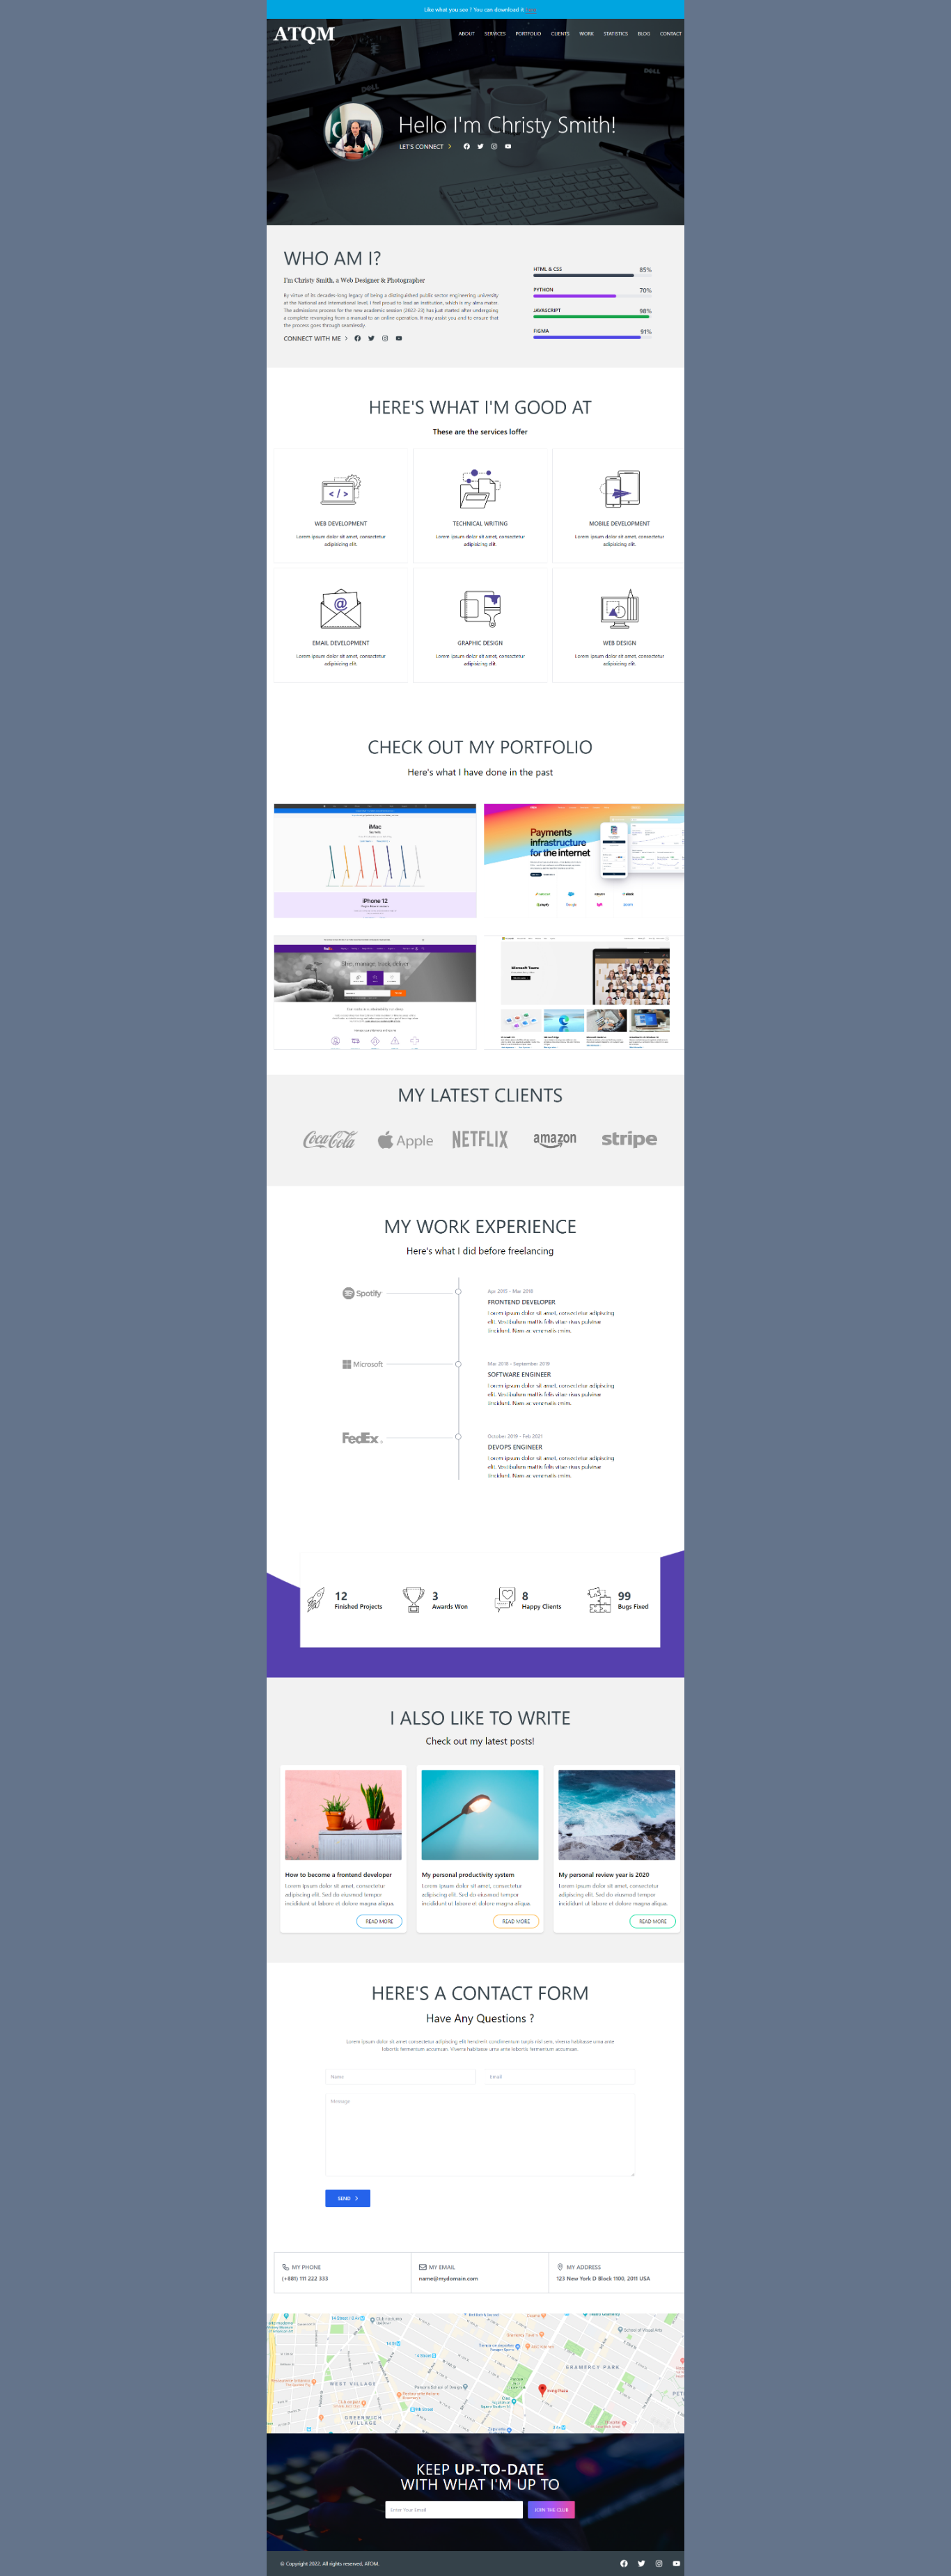 Like what you see ? You can download it
ATQM
ABOUT SERVICES PORTFOLIO CLIENTS WORK STATISTICS BLOG CONTACT
DELL
DELL
Hello I'm Christy Smith!
LET'S CONNECT
WHO AM I?
I'm Christy Smith, a Web Designer & Photographer
By virtue of its decades-long legacy of being a distinguished public sector engineering university
at the National and International level, I feel proud to lead an institution, which is my alma mater.
The admissions process for the new academic session (2022-23) has just started after undergoing
a complete revamping from a manual to an online operation. It may assist you and to ensure that
the process goes through seamlessly.
CONNECT WITH ME
HTML & CSS 85%
PYTHON 70%
JAVASCRIPT 98%
FIGMA 91%
HERE'S WHAT I'M GOOD AT
These are the services Ioffer
WEB DEVELOPMENT
Lorem ipsum dolor sit amet, consectetur
adipisicing elit.
TECHNICAL WRITING
Lorem ipsum dolor sit amet, consectetur
adipisicing elit.
MOBILE DEVELOPMENT
Lorem ipsum dolor sit amet, consectetur
adipisicing elit.
EMAIL DEVELOPMENT
Lorem ipsum dolor sit amet, consectetur
adipisicing elit.
GRAPHIC DESIGN
Lorem ipsum dolor sit amet, consectetur
adipisicing elit.
WEB DESIGN
Lorem ipsum dolor sit amet, consectetur
adipisicing elit.
CHECK OUT MY PORTFOLIO
Here's what I have done in the past
iMac
iPhone 12
Payments
infrastructure
for the internet
Google
FedEx
Ship, manage, track, deliver
Microsoft Teams
MY LATEST CLIENTS
Coca-Cola Apple NETFLIX amazon stripe
MY WORK EXPERIENCE
Here's what I did before freelancing
Spotify
Apr 2015 - Mar 2018
FRONTEND DEVELOPER
Lorem ipsum dolor sit amet, consectetur adipiscing
elit. Vestibulum mattis felis vitae risus pulvinar
tincidunt. Nam ac venenatis enim.
Microsoft
Mar 2018 - September 2019
SOFTWARE ENGINEER
Lorem ipsum dolor sit amet, consectetur adipiscing
elit. Vestibulum mattis felis vitae risus pulvinar
tincidunt. Nam ac venenatis enim.
FedEx
October 2019 - Feb 2021
DEVOPS ENGINEER
Lorem ipsum dolor sit amet, consectetur adipiscing
elit. Vestibulum mattis felis vitae risus pulvinar
tincidunt. Nam ac venenatis enim.
12
Finished Projects
3
Awards Won
8
Happy Clients
99
Bugs Fixed
I ALSO LIKE TO WRITE
Check out my latest posts!
How to become a frontend developer
Lorem ipsum dolor sit amet, consectetur
adipiscing elit. Sed do eiusmod tempor
incididunt ut labore et dolore magna aliqua.
READ MORE
My personal productivity system
Lorem ipsum dolor sit amet, consectetur
adipiscing elit. Sed do eiusmod tempor
incididunt ut labore et dolore magna aliqua.
READ MORE
My personal review year is 2020
Lorem ipsum dolor sit amet, consectetur
adipiscing elit. Sed do eiusmod tempor
incididunt ut labore et dolore magna aliqua.
READ MORE
HERE'S A CONTACT FORM
Have Any Questions ?
Lorem ipsum dolor sit amet consectetur adipiscing elit hendrerit condimentum turpis nisl sem, viverra habitasse urna ante
lobortis fermentum accumsan. Viverra habitasse urna ante lobortis fermentum accumsan.
Name
Email
Message
SEND
MY PHONE
(+881) 111 222 333
MY EMAIL
name@mydomain.com
MY ADDRESS
123 New York D Block 1100, 2011 USA
WEST VILLAGE
GREENWICH
VILLAGE
GRAMERCY PARK
Irving Plaza
KEEP UP-TO-DATE
WITH WHAT I'M UP TO
Enter Your Email
JOIN THE CLUB
© Copyright 2022. All rights reserved, ATOM.